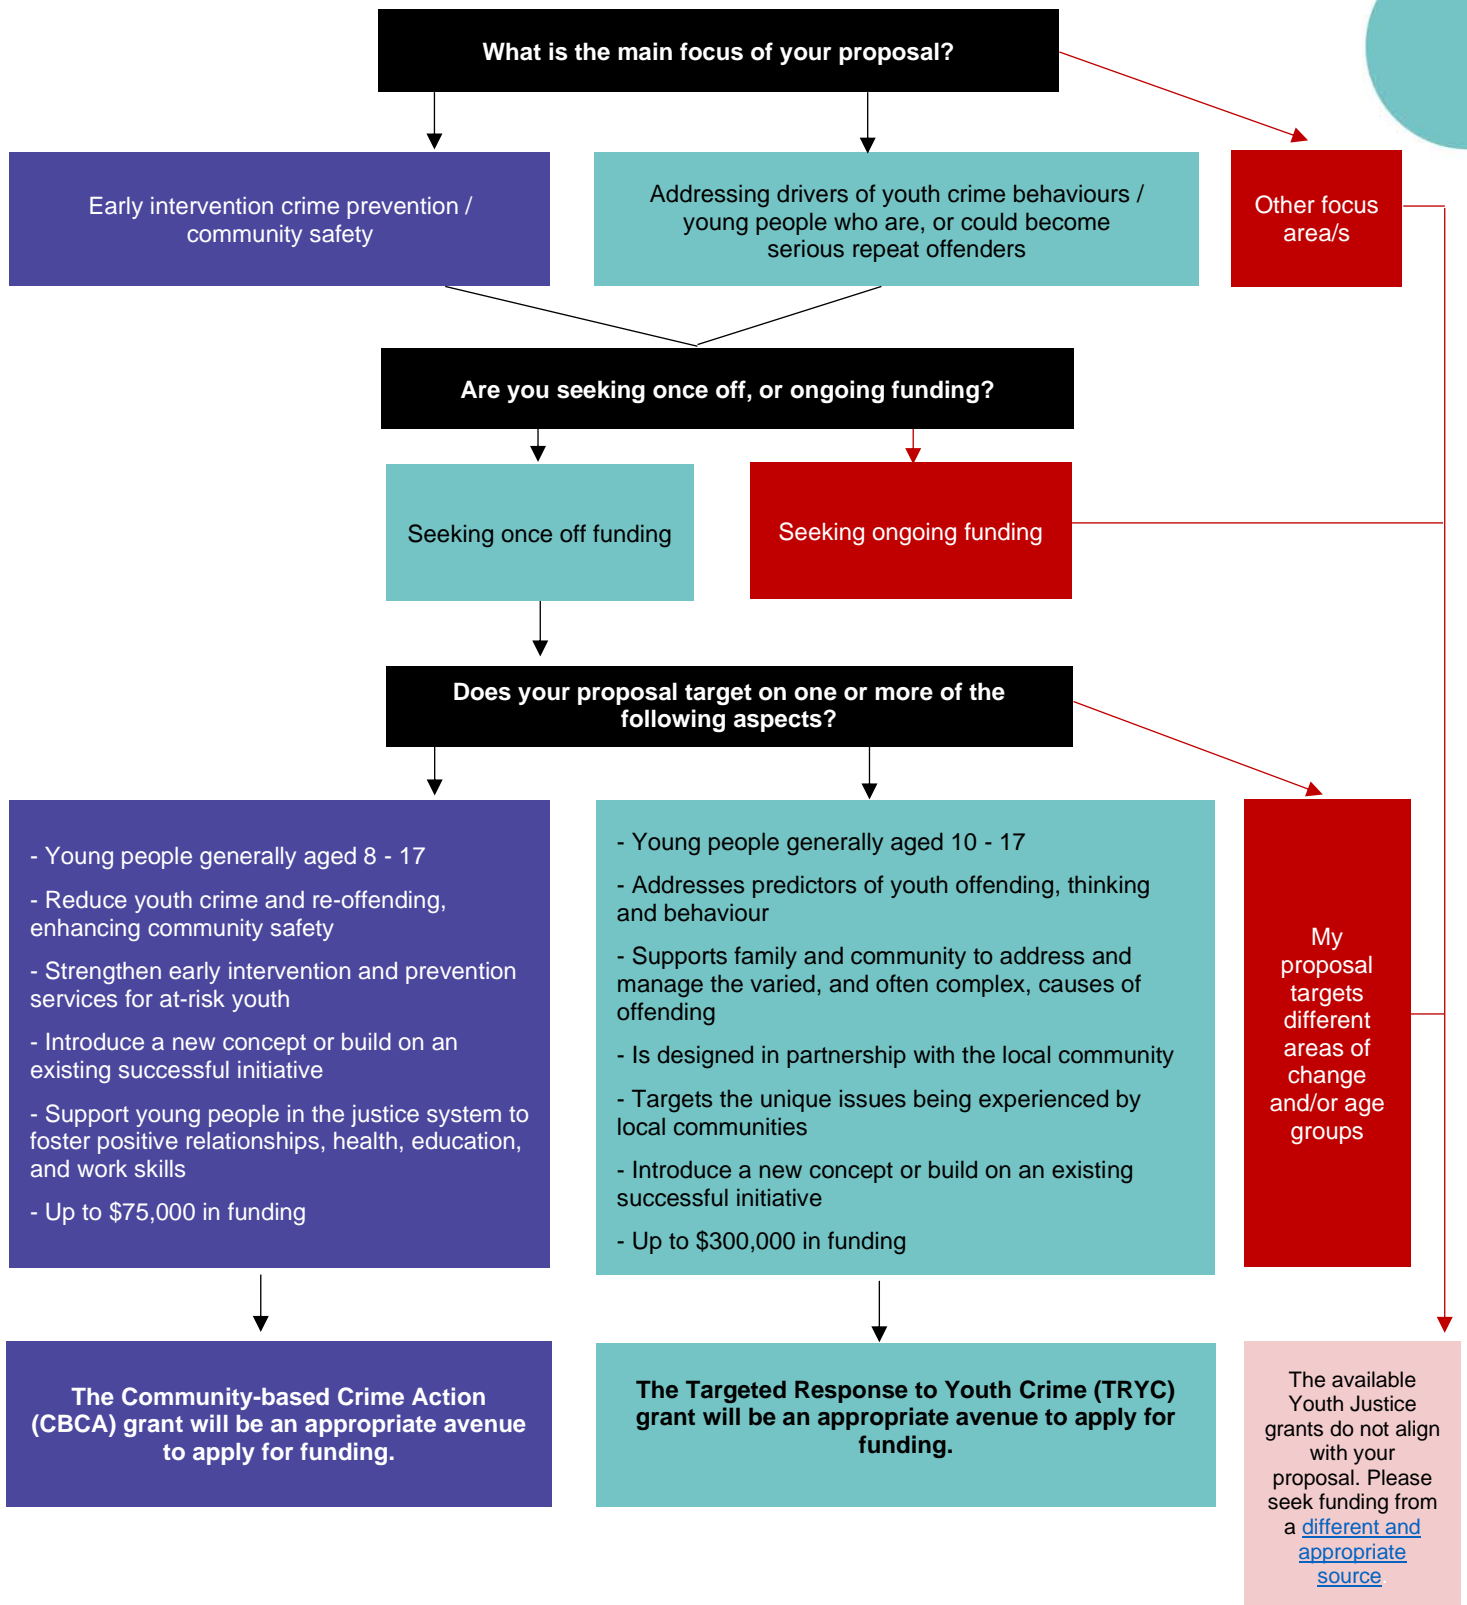 What is the main focus of your proposal?
Early intervention crime prevention /
community safety
Addressing drivers of youth crime behaviours /
young people who are, or could become
serious repeat offenders
Other focus
area/s
Are you seeking once off, or ongoing funding?
Seeking once off funding
Seeking ongoing funding
Does your proposal target on one or more of the
following aspects?
- Young people generally aged 8 - 17
- Reduce youth crime and re-offending,
enhancing community safety
- Strengthen early intervention and prevention
services for at-risk youth
- Introduce a new concept or build on an
existing successful initiative
- Support young people in the justice system to
foster positive relationships, health, education,
and work skills
- Up to $75,000 in funding
- Young people generally aged 10 - 17
- Addresses predictors of youth offending, thinking
and behaviour
- Supports family and community to address and
manage the varied, and often complex, causes of
offending
- Is designed in partnership with the local community
- Targets the unique issues being experienced by
local communities
- Introduce a new concept or build on an existing
successful initiative
- Up to $300,000 in funding
My
proposal
targets
different
areas of
change
and/or age
groups
The Community-based Crime Action
(CBCA) grant will be an appropriate avenue
to apply for funding.
The Targeted Response to Youth Crime (TRYC)
grant will be an appropriate avenue to apply for
funding.
The available
Youth Justice
grants do not align
with your
proposal. Please
seek funding from
a different and
appropriate
source